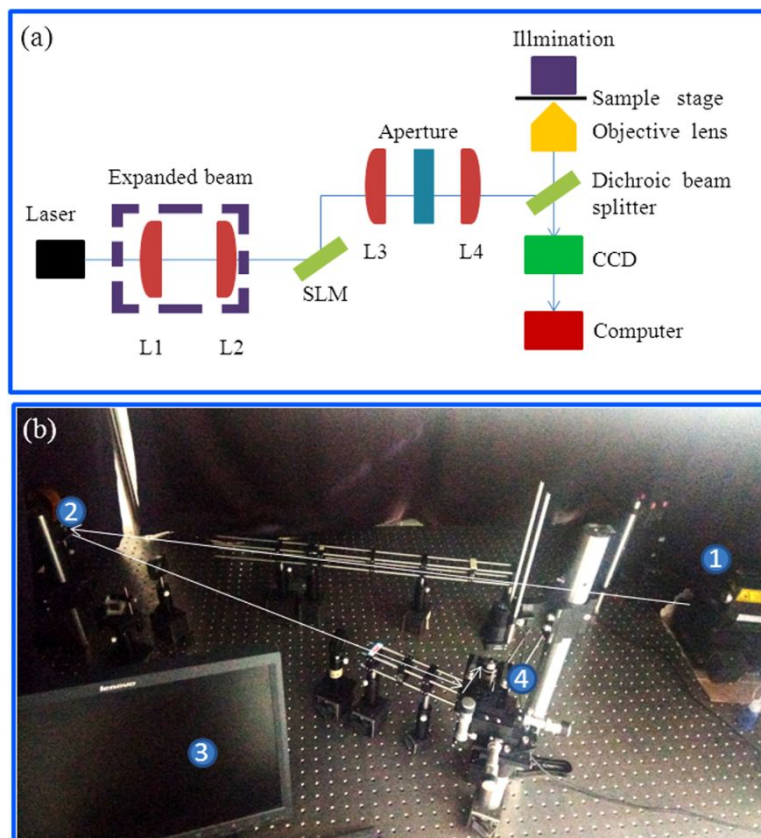 (a)
Illmination
Sample stage
Aperture
Objective lens
Expanded beam
Dichroic beam
splitter
Laser
L3
L4
CCD
SLM
L1
L2
Computer
(b)
2
1
4
lenovo
3